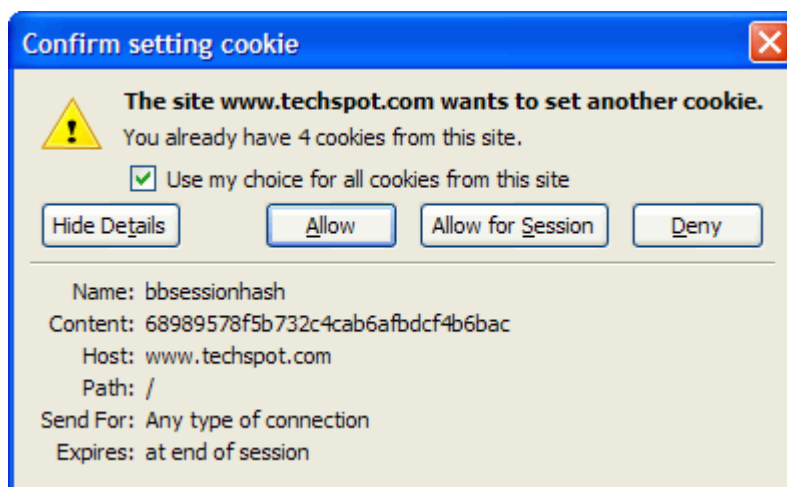 Confirm setting cookie
The site www.techspot.com wants to set another cookie.
You already have 4 cookies from this site.
Use my choice for all cookies from this site
Hide Details Allow Allow for Session Deny
Name: bbsessionhash
Content: 68989578f5b732c4cab6afbdcf4b6bac
Host: www.techspot.com
Path: /
Send For: Any type of connection
Expires: at end of session